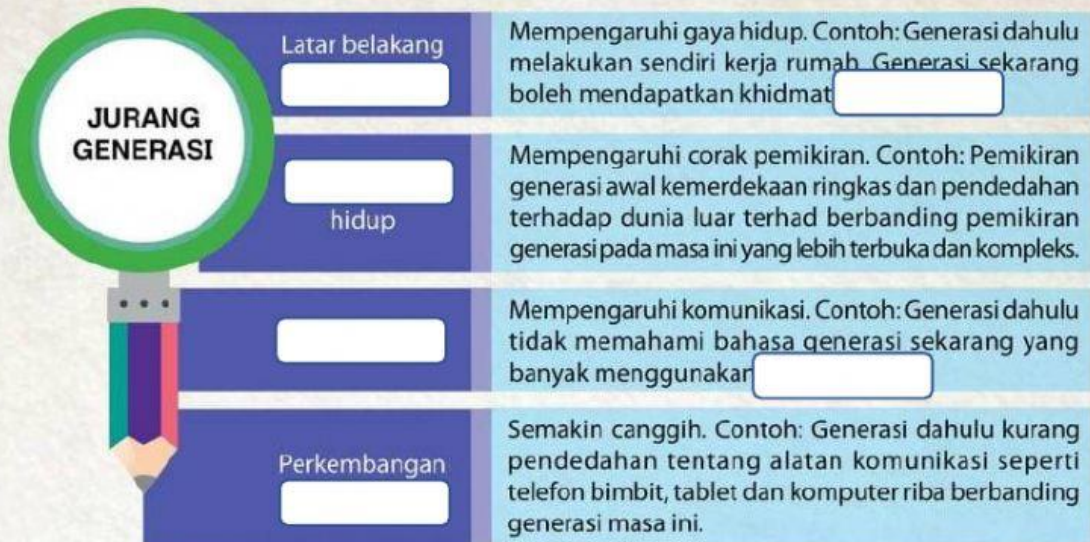 JURANG
GENERASI
Latar belakang
Mempengaruhi gaya hidup. Contoh: Generasi dahulu
melakukan sendiri kerja rumah. Generasi sekarang
boleh mendapatkan khidmat
hidup
Mempengaruhi corak pemikiran. Contoh: Pemikiran
generasi awal kemerdekaan ringkas dan pendedahan
terhadap dunia luar terhad berbanding pemikiran
generasi pada masa ini yang lebih terbuka dan kompleks.
Mempengaruhi komunikasi. Contoh: Generasi dahulu
tidak memahami bahasa generasi sekarang yang
banyak menggunakan
Perkembangan
Semakin canggih. Contoh: Generasi dahulu kurang
pendedahan tentang alatan komunikasi seperti
telefon bimbit, tablet dan komputer riba berbanding
generasi masa ini.